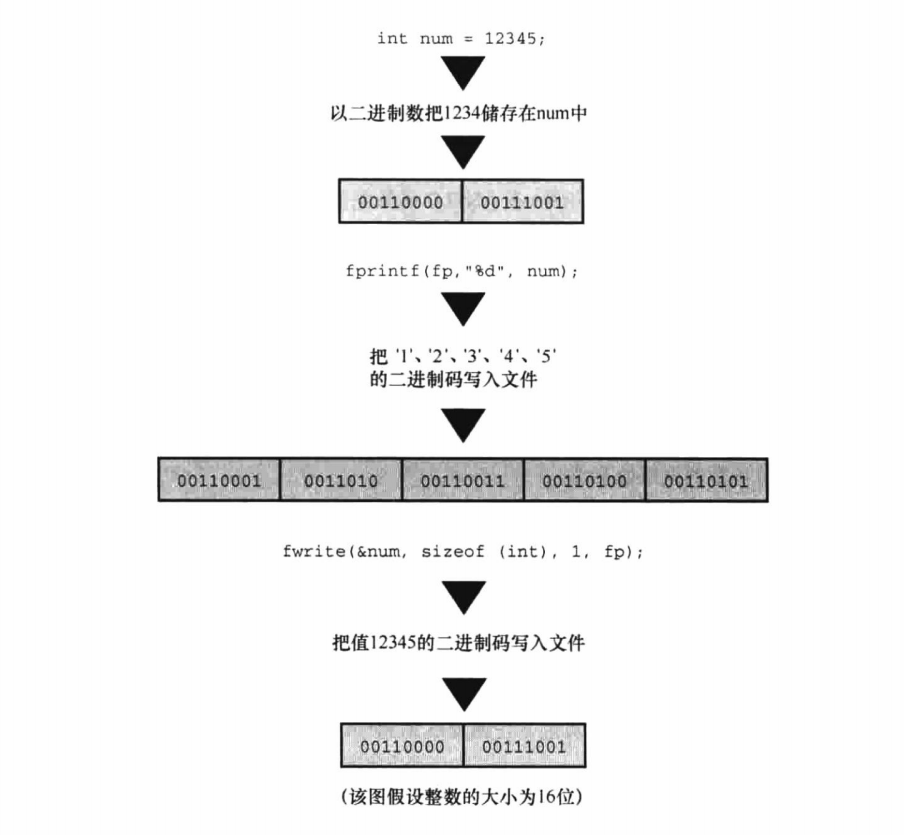 int num = 12345;
以二进制数把1234储存在num中
00110000 00111001
fprintf(fp,"%d", num);
把 '1'、'2'、'3'、'4'、'5'
的二进制码写入文件
00110001 0011010 00110011 00110100 00110101
fwrite(&num, sizeof (int), 1, fp);
把值12345的二进制码写入文件
00110000 00111001
(该图假设整数的大小为16位)